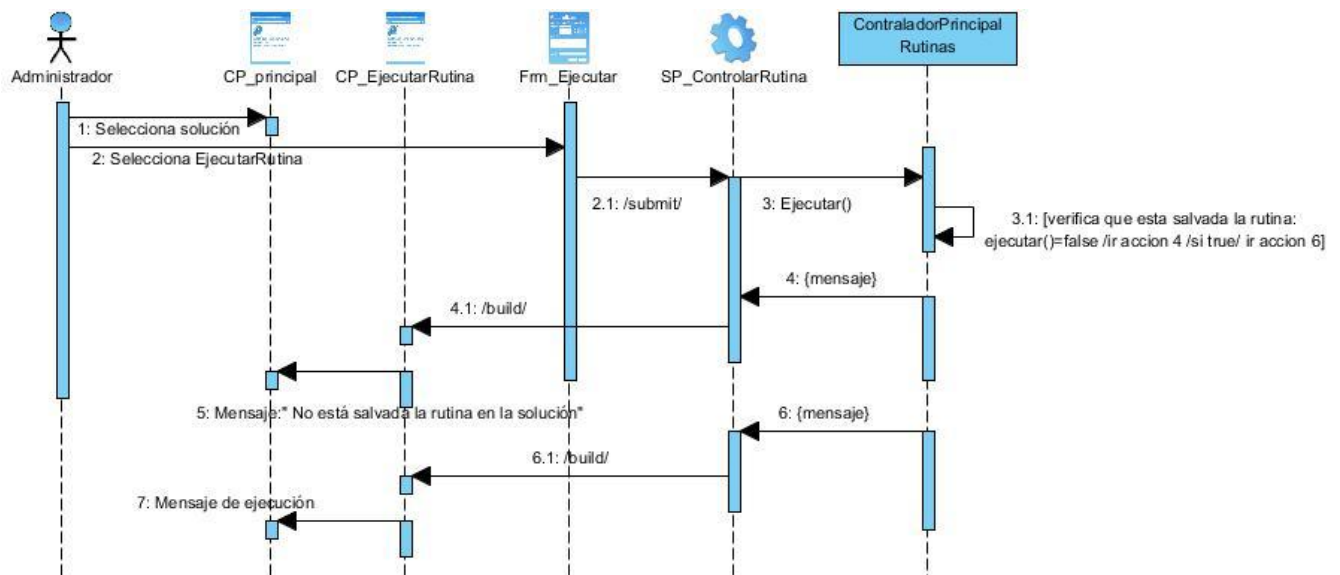 ContraladorPrincipal
Rutinas
Administrador
CP_principal
CP_EjecutarRutina
Frm_Ejecutar
SP_ControlarRutina
1: Selecciona solución
2: Selecciona EjecutarRutina
2.1: /submit/
3: Ejecutar()
3.1: [verifica que esta salvada la rutina:
ejecutar()=false /ir accion 4 /si true/ ir accion 6]
4: {mensaje}
4.1: /build/
5: Mensaje:" No está salvada la rutina en la solución"
6: {mensaje}
6.1: /build/
7: Mensaje de ejecución